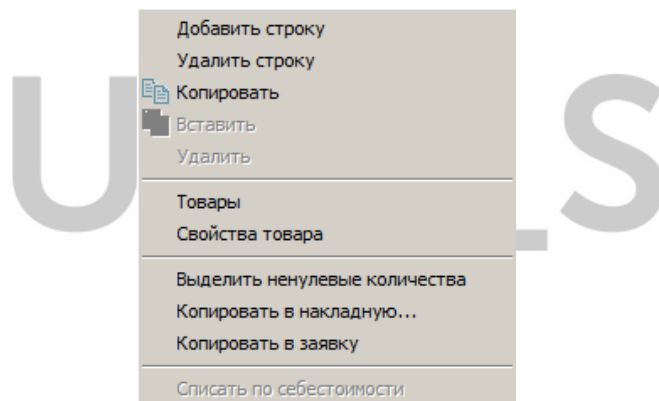 Добавить строку
Удалить строку
Копировать
Вставить
Удалить
Товары
Свойства товара
Выделить ненулевые количества
Копировать в накладную...
Копировать в заявку
Списать по себестоимости